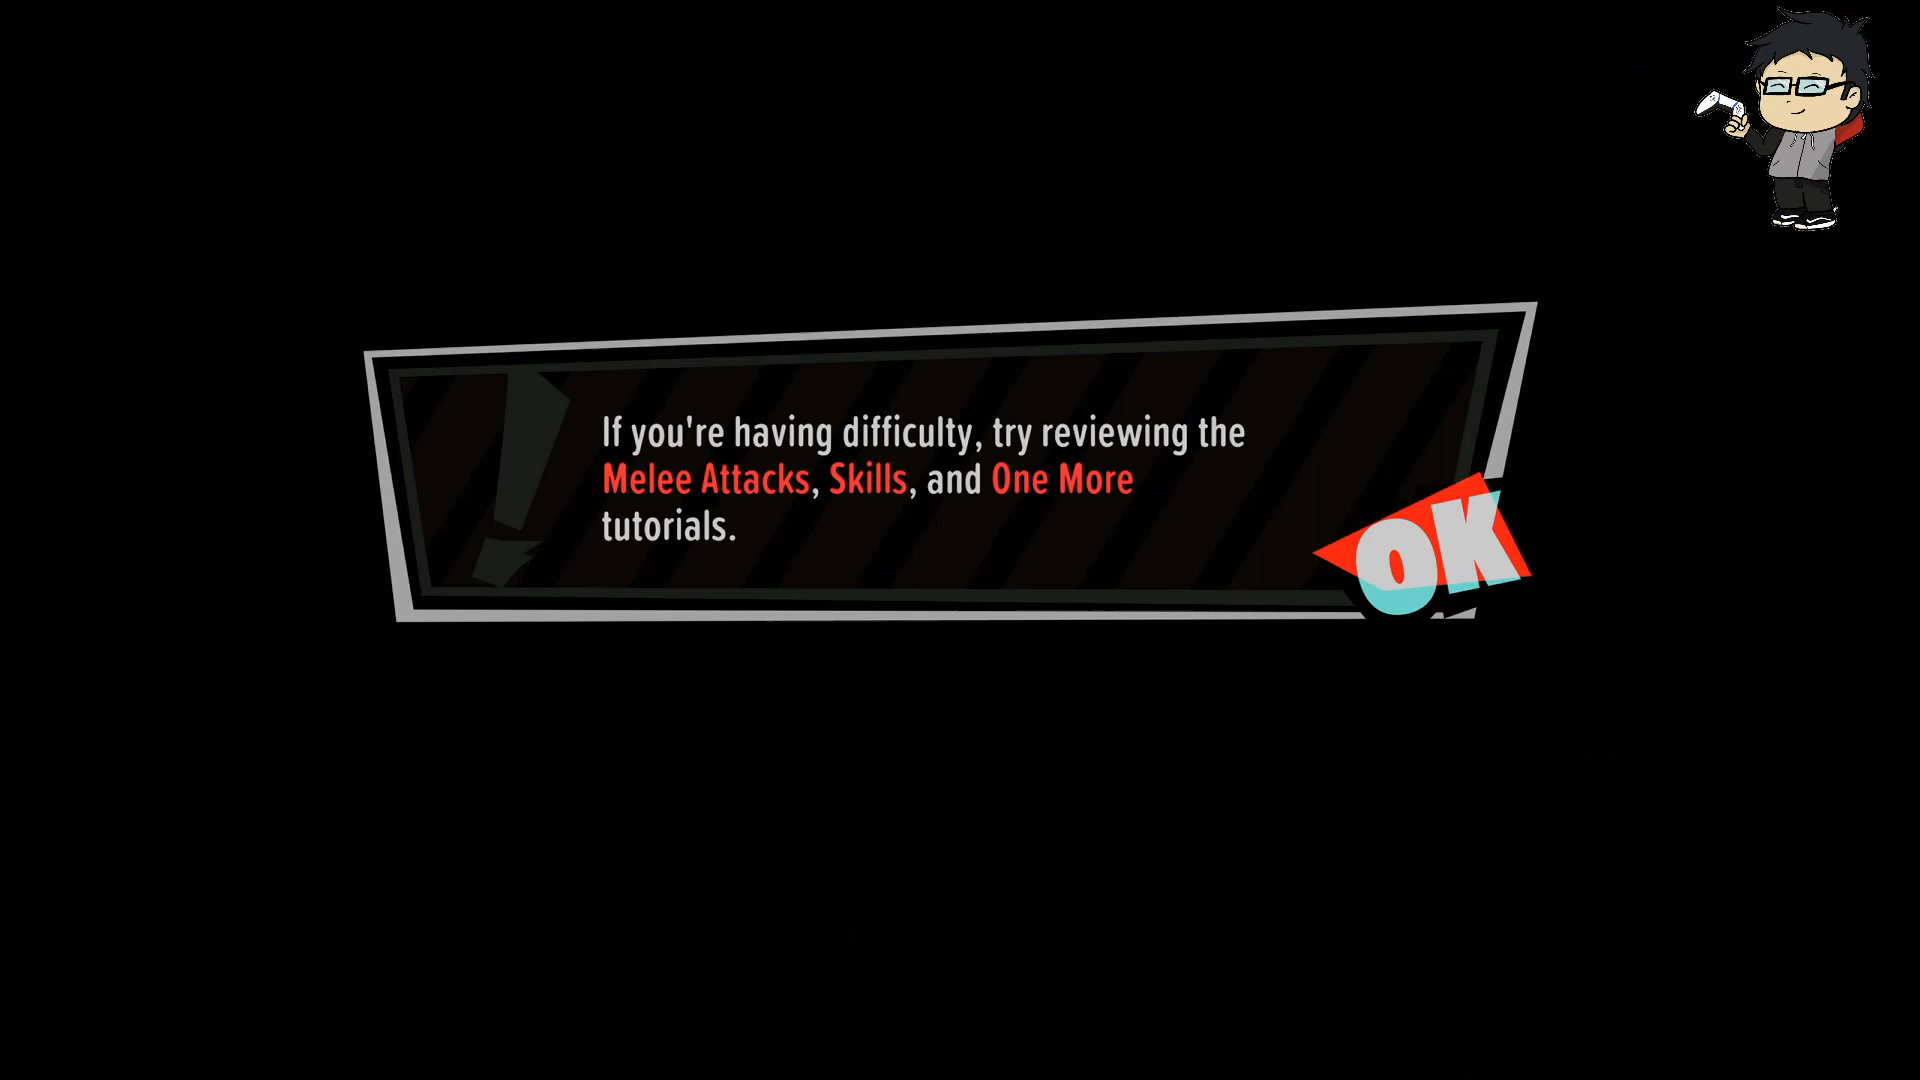 If you're having difficulty, try reviewing the
Melee Attacks, Skills, and One More
tutorials.
OK